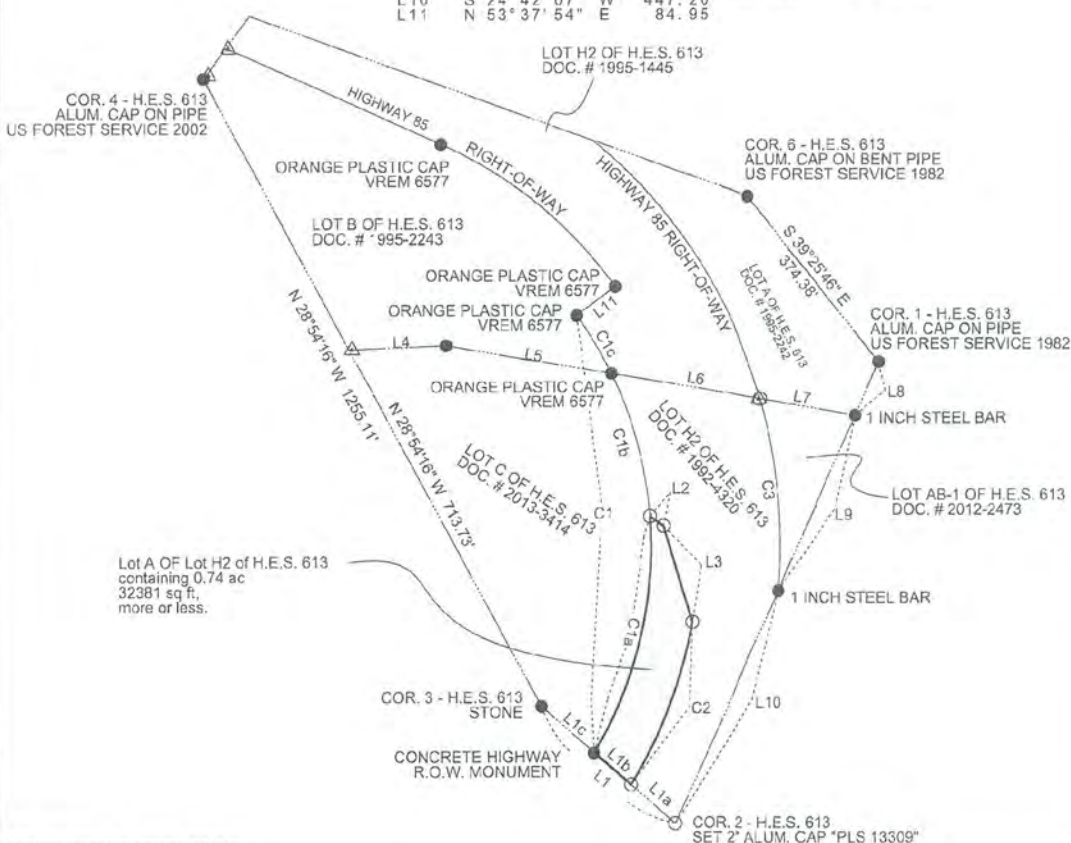 L11 N 53°37'54" E 84.95
LOT H2 OF H.E.S. 613
DOC. # 1995-1445
COR. 4 - H.E.S. 613
ALUM. CAP ON PIPE
US FOREST SERVICE 2002
HIGHWAY 85
RIGHT-OF-WAY
ORANGE PLASTIC CAP
VREM 6577
HIGHWAY 85 RIGHT-OF-WAY
COR. 6 - H.E.S. 613
ALUM. CAP ON BENT PIPE
US FOREST SERVICE 1982
LOT B OF H.E.S. 613
DOC. # 1995-2243
S 39°25'46" E
374.38'
ORANGE PLASTIC CAP
VREM 6577
L11
LOT A OF H.E.S. 613
DOC. # 1995-2242
ORANGE PLASTIC CAP
VREM 6577
C1c
COR. 1 - H.E.S. 613
ALUM. CAP ON PIPE
US FOREST SERVICE 1982
N 28°54'16" W 1255.11'
L4
L5
L6
L7
L8
ORANGE PLASTIC CAP
VREM 6577
1 INCH STEEL BAR
N 28°54'16" W 713.73'
C1b
LOT H2 OF H.E.S. 613
DOC. # 1992-4320
LOT C OF H.E.S. 613
DOC. # 2013-3414
C3
L2
C1
LOT AB-1 OF H.E.S. 613
DOC. # 2012-2473
L9
L3
Lot A OF Lot H2 of H.E.S. 613
containing 0.74 ac
32381 sq ft,
more or less.
1 INCH STEEL BAR
C1a
COR. 3 - H.E.S. 613
STONE
L1c
C2
L10
CONCRETE HIGHWAY
R.O.W. MONUMENT
L1b
L1
L1a
COR. 2 - H.E.S. 613
SET 2" ALUM. CAP "PLS 13309"